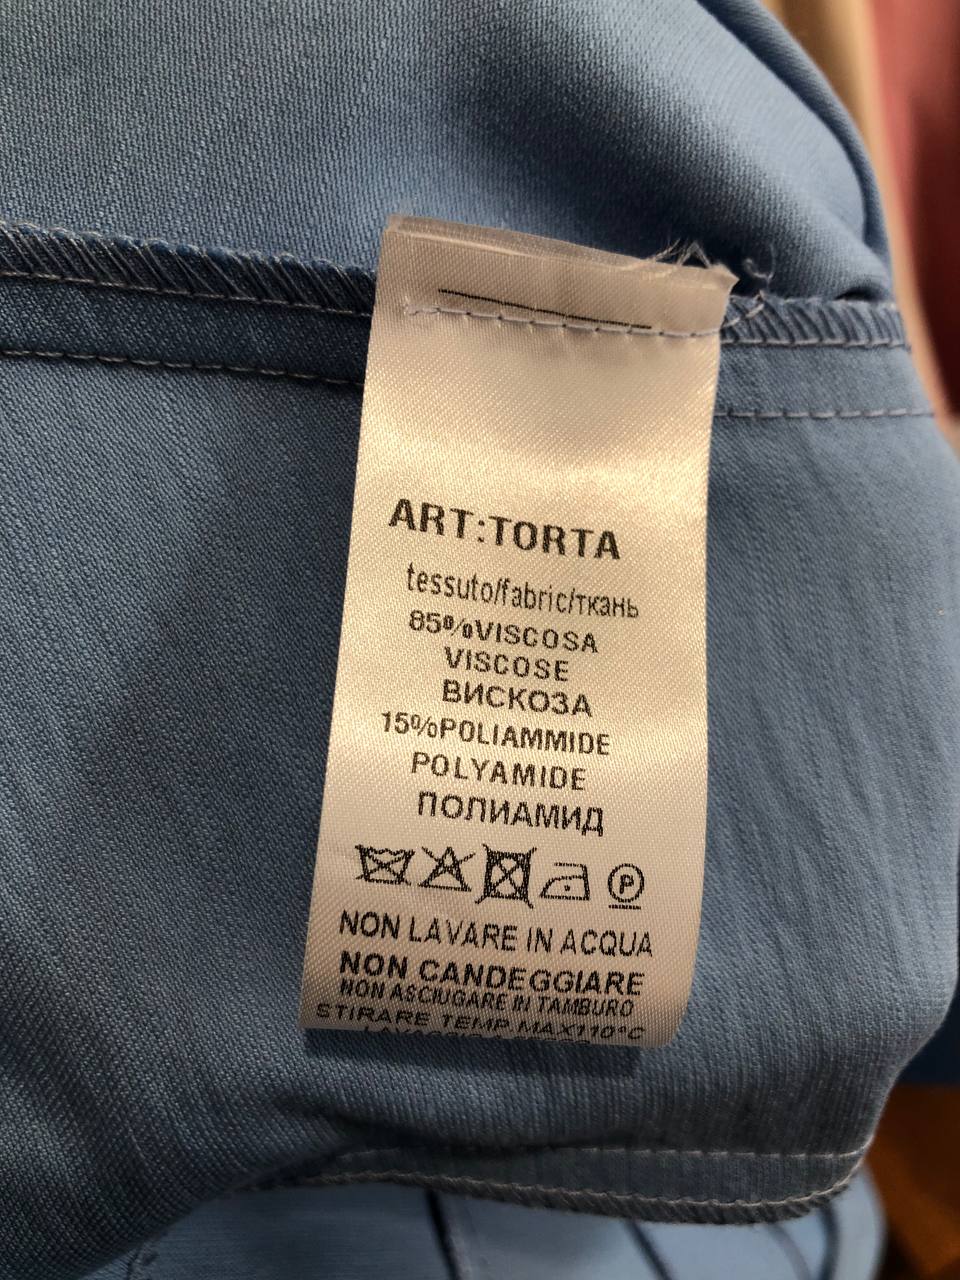 ART:TORTA
tessuto/fabric/ткань
85%VISCOSA
VISCOSE
ВИСКОЗА
15%POLIAMMIDE
POLYAMIDE
ПОЛИАМИД
P
NON LAVARE IN ACQUA
NON CANDEGGIARE
NON ASCIUGARE IN TAMBURO
STIRARE TEMP.MAX110°C